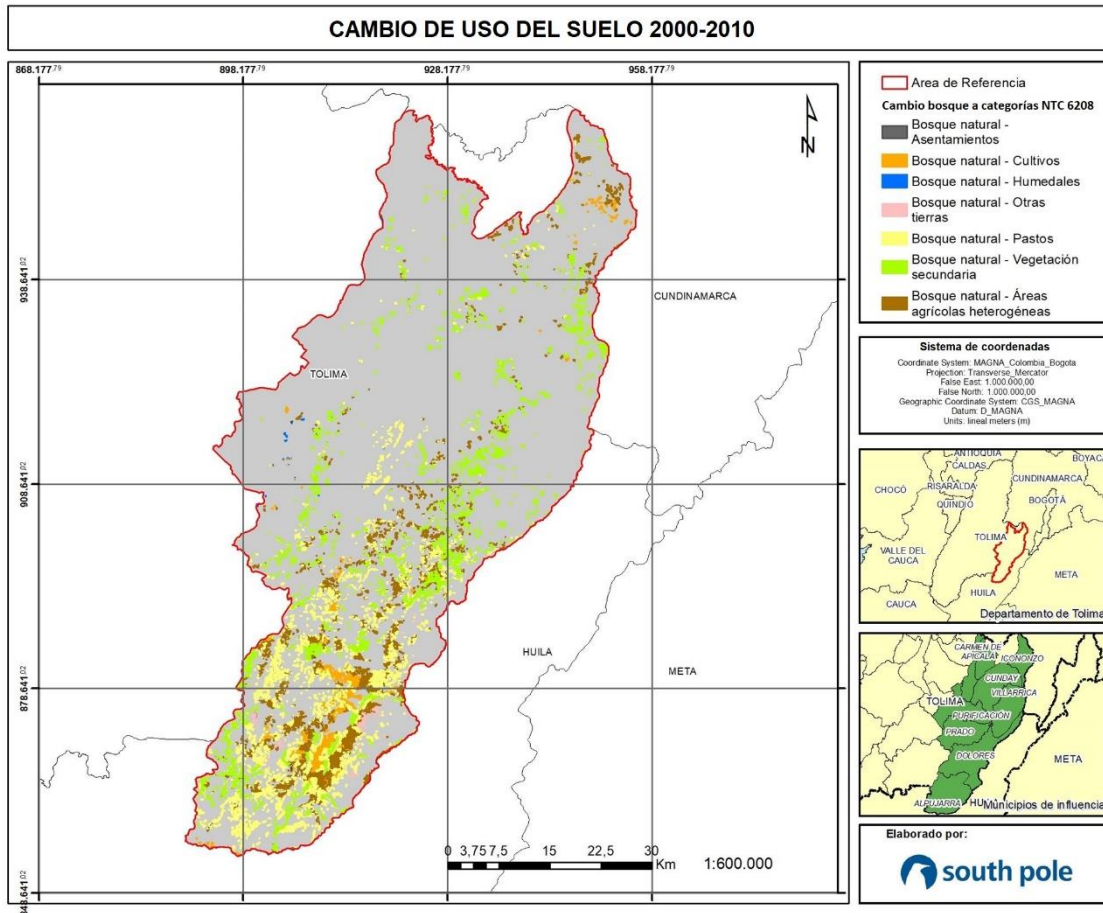 CAMBIO DE USO DEL SUELO 2000-2010
868.177,79
898.177,79
928.177,79
958.177,79
938.641,02
908.641,02
878.641,02
848.641,02
N
CUNDINAMARCA
TOLIMA
HUILA
META
0 3,75 7,5 15 22,5 30
Km
1:600.000
Area de Referencia
Cambio bosque a categorías NTC 6208
Bosque natural -
Asentamientos
Bosque natural - Cultivos
Bosque natural - Humedales
Bosque natural - Otras
tierras
Bosque natural - Pastos
Bosque natural - Vegetación
secundaria
Bosque natural - Áreas
agrícolas heterogéneas
Sistema de coordenadas
Coordinate System: MAGNA_Colombia_Bogota
Projection: Transverse_Mercator
False East: 1.000.000,00
False North: 1.000.000,00
Geographic Coordinate System: CGS_MAGNA
Datum: D_MAGNA
Units: lineal meters (m)
ANTIOQUIA
BOYACA
CALDAS
CUNDINAMARCA
CHOCÓ
RISARALDA
BOGOTÁ
QUINDIO
TOLIMA
VALLE DEL
CAUCA
META
HUILA
CAUCA
Departamento de Tolima
CARMEN DE
APICALA
ICONONZO
CUNDAY
VILLARRICA
TOLIMA
PURIFICACIÓN
PRADO
META
DOLORES
ALPUJARRA
Municipios de influencia
Elaborado por:
south pole